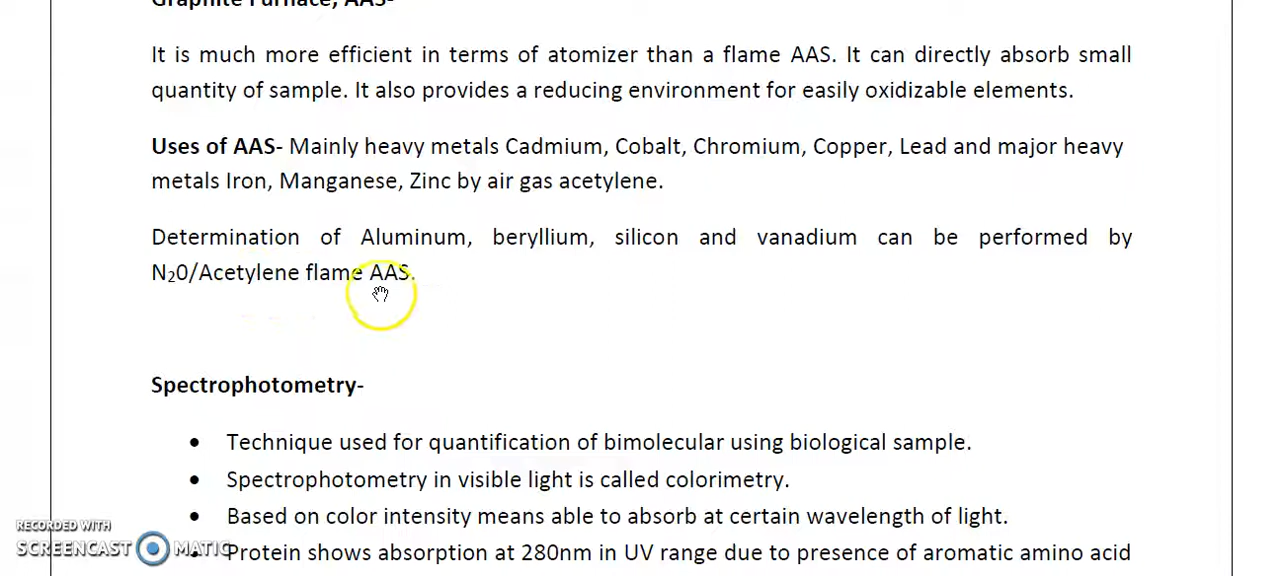 Graphite Furnace, AAS-
It is much more efficient in terms of atomizer than a flame AAS. It can directly absorb small
quantity of sample. It also provides a reducing environment for easily oxidizable elements.
Uses of AAS- Mainly heavy metals Cadmium, Cobalt, Chromium, Copper, Lead and major heavy
metals Iron, Manganese, Zinc by air gas acetylene.
Determination of Aluminum, beryllium, silicon and vanadium can be performed by
N₂0/Acetylene flame AAS.
Spectrophotometry-
• Technique used for quantification of bimolecular using biological sample.
• Spectrophotometry in visible light is called colorimetry.
• Based on color intensity means able to absorb at certain wavelength of light.
• Protein shows absorption at 280nm in UV range due to presence of aromatic amino acid
RECORDED WITH
SCREENCAST MATIC